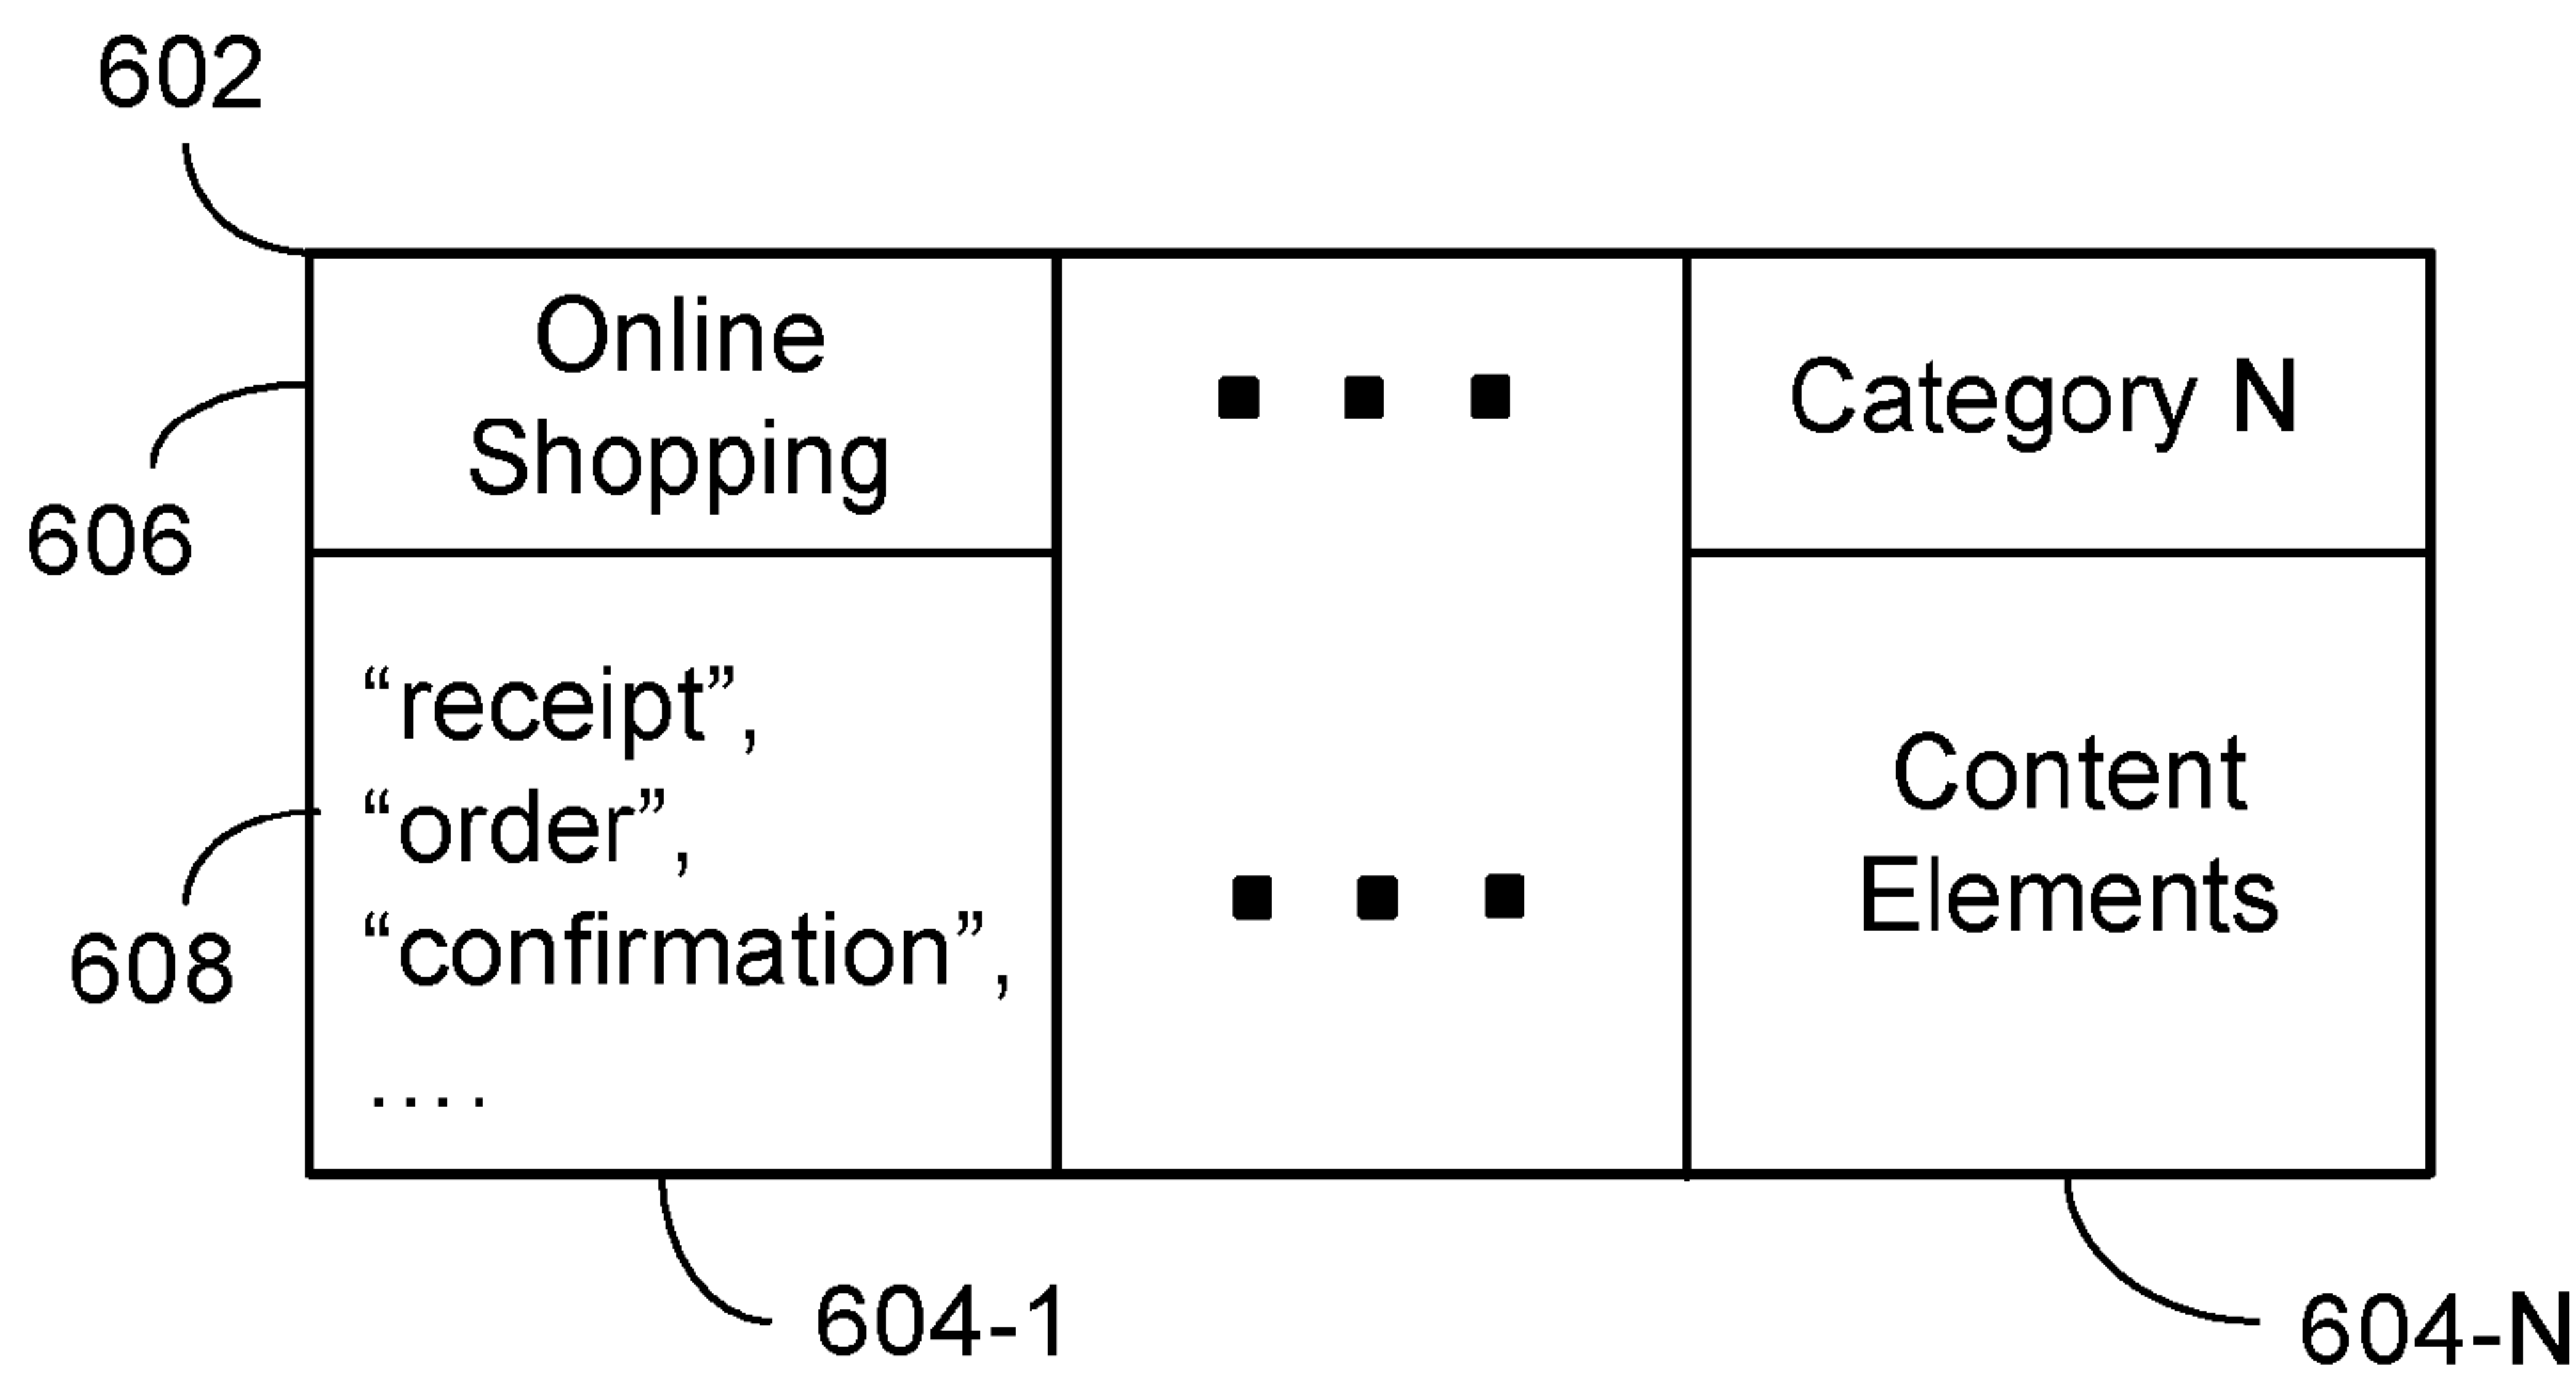 602
Online
Shopping
Category N
606
“receipt”,
“order”,
“confirmation”,
....
Content
Elements
608
604-1
604-N